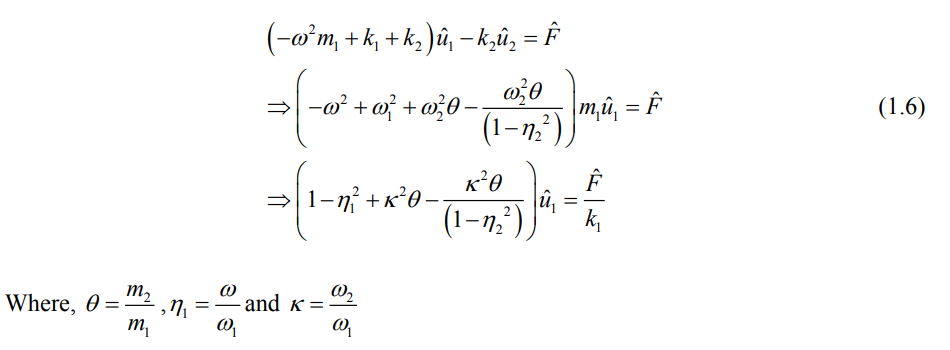 (−ω²m₁ + k₁ + k₂)û₁ − k₂û₂ = F̂
⇒ (−ω² + ω₁² + ω₂²θ − ω₂²θ / (1−η₂²)) m₁û₁ = F̂ (1.6)
⇒ (1 − η₁² + κ²θ − κ²θ / (1−η₂²)) û₁ = F̂ / k₁
Where, θ = m₂ / m₁ , η₁ = ω / ω₁ and κ = ω₂ / ω₁